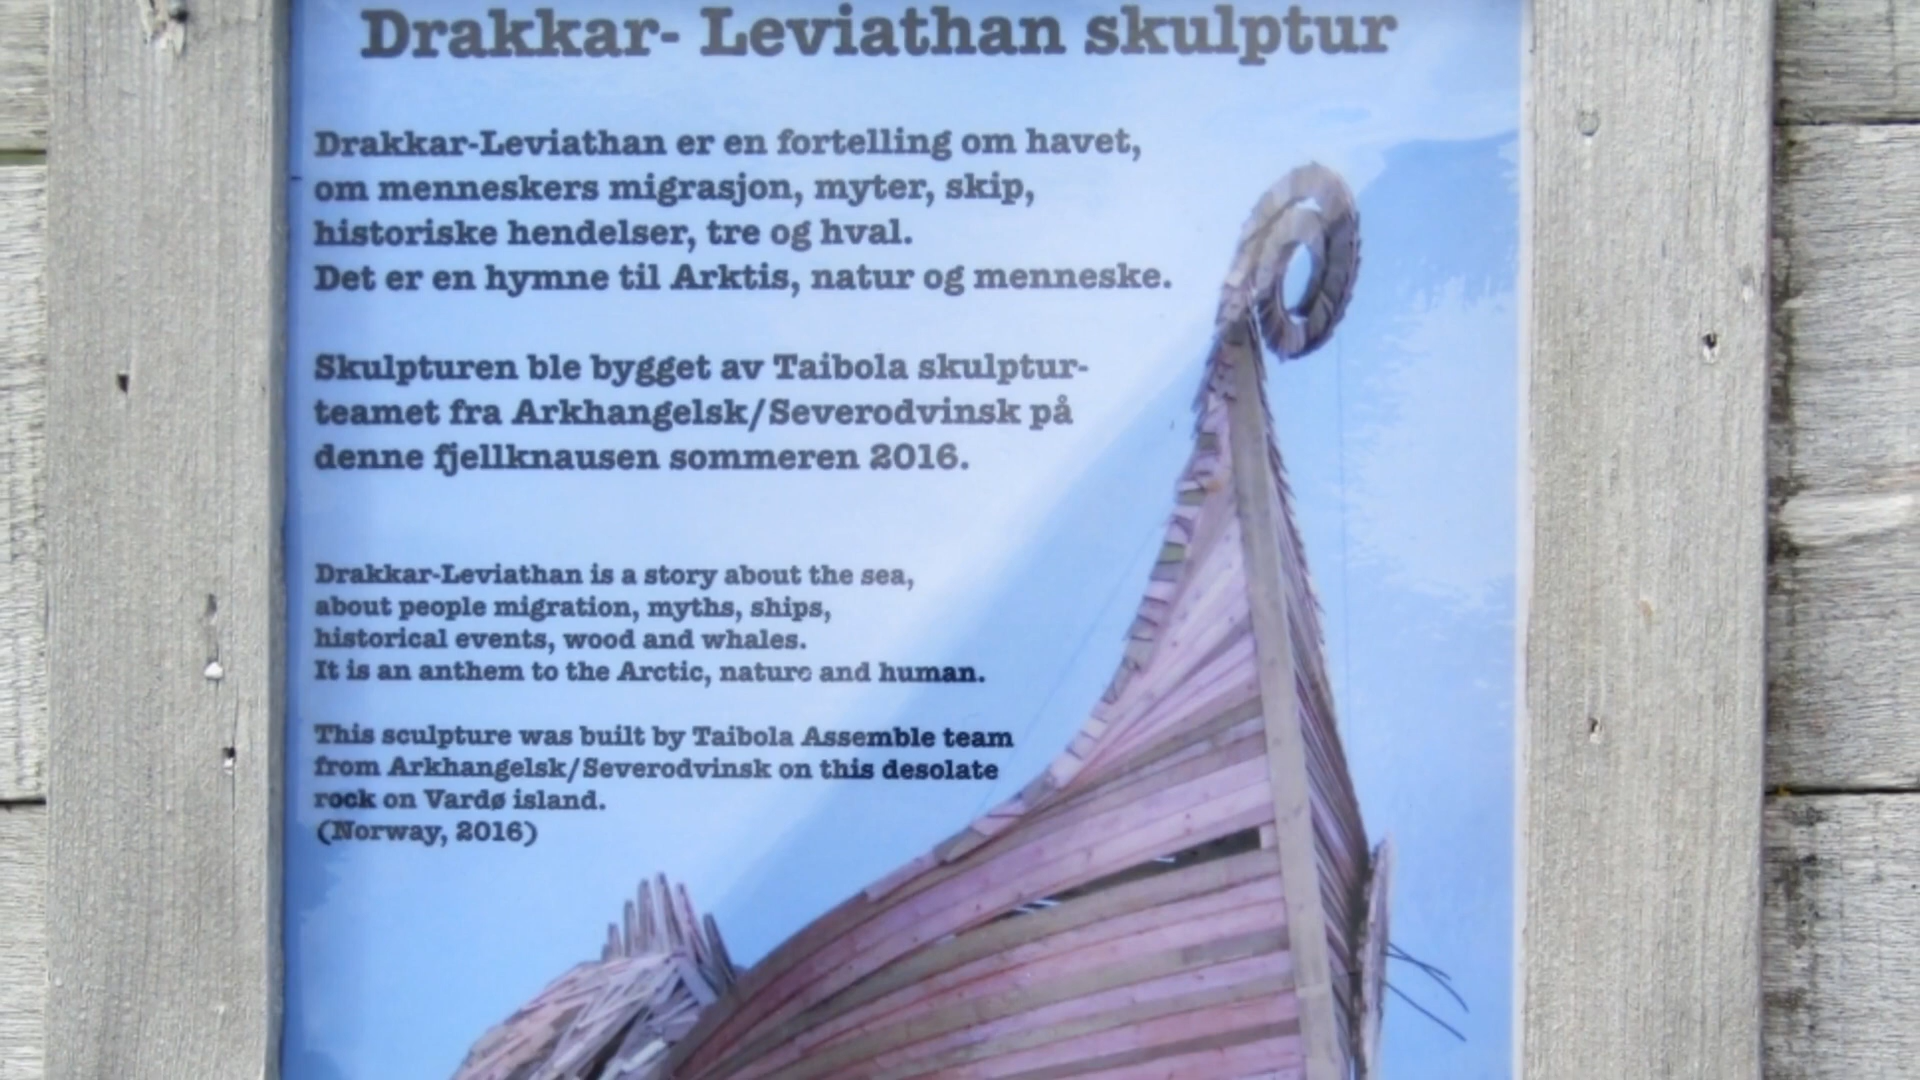 Drakkar- Leviathan skulptur
Drakkar-Leviathan er en fortelling om havet,
om menneskers migrasjon, myter, skip,
historiske hendelser, tre og hval.
Det er en hymne til Arktis, natur og menneske.
Skulpturen ble bygget av Taibola skulptur-
teamet fra Arkhangelsk/Severodvinsk på
denne fjellknausen sommeren 2016.
Drakkar-Leviathan is a story about the sea,
about people migration, myths, ships,
historical events, wood and whales.
It is an anthem to the Arctic, nature and human.
This sculpture was built by Taibola Assemble team
from Arkhangelsk/Severodvinsk on this desolate
rock on Vardø island.
(Norway, 2016)